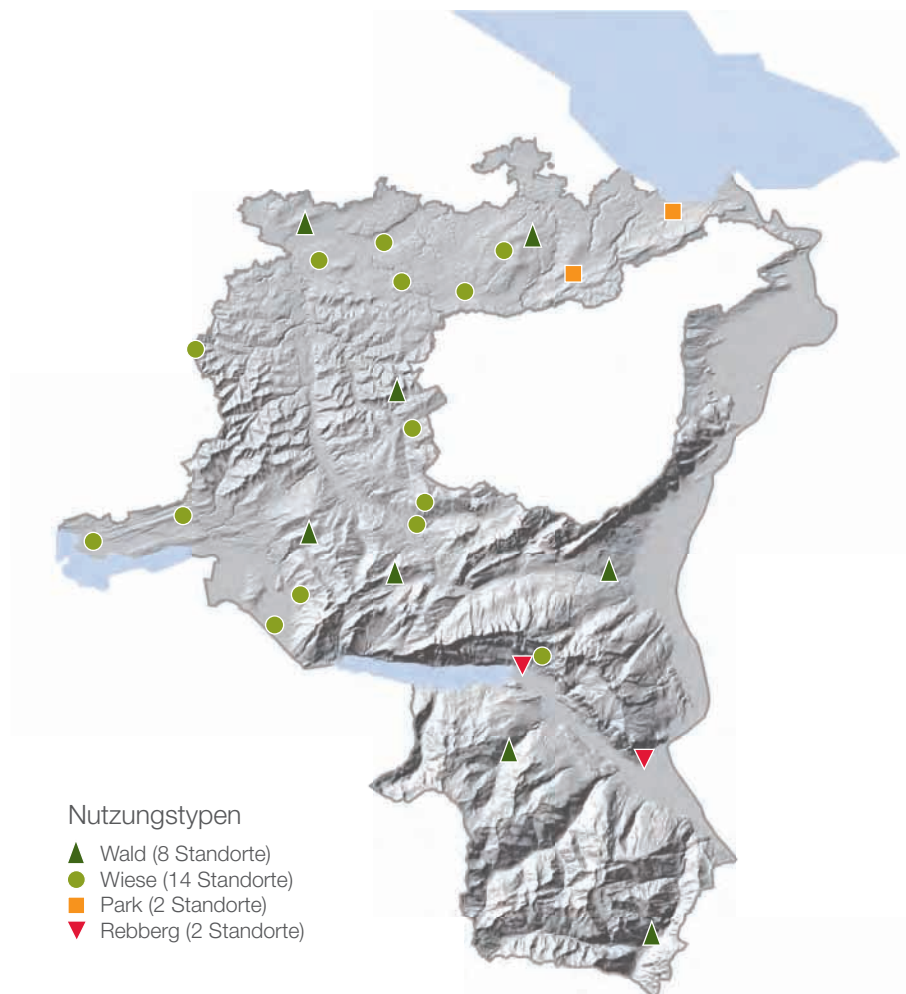 Nutzungstypen
Wald (8 Standorte)
Wiese (14 Standorte)
Park (2 Standorte)
Rebberg (2 Standorte)